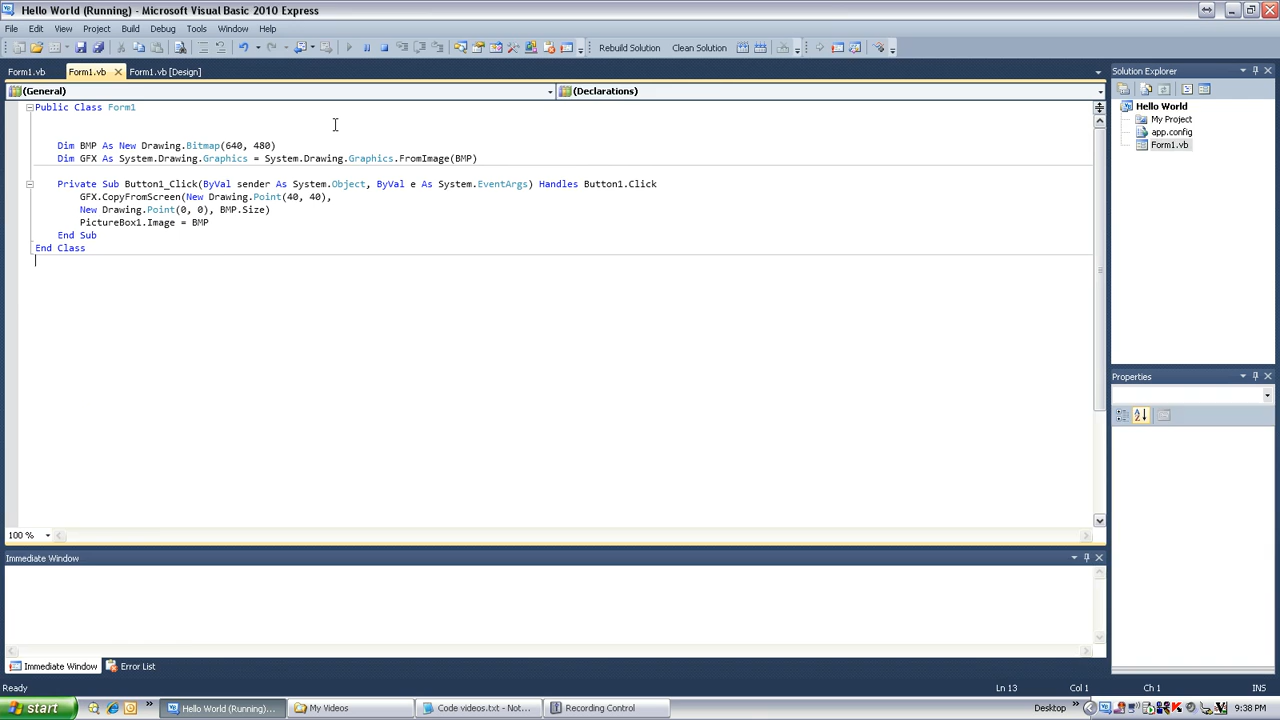 Hello World (Running) - Microsoft Visual Basic 2010 Express
File Edit View Project Build Debug Tools Window Help
Rebuild Solution Clean Solution
Form1.vb Form1.vb Form1.vb [Design]
(General) (Declarations)
Public Class Form1
Dim BMP As New Drawing.Bitmap(640, 480)
Dim GFX As System.Drawing.Graphics = System.Drawing.Graphics.FromImage(BMP)
Private Sub Button1_Click(ByVal sender As System.Object, ByVal e As System.EventArgs) Handles Button1.Click
GFX.CopyFromScreen(New Drawing.Point(40, 40),
New Drawing.Point(0, 0), BMP.Size)
PictureBox1.Image = BMP
End Sub
End Class
100 %
Immediate Window
Immediate Window Error List
Solution Explorer
Hello World
My Project
app.config
Form1.vb
Properties
Ready Ln 13 Col 1 Ch 1 INS
start Hello World (Running)... My Videos Code videos.txt - Not... Recording Control Desktop » 9:38 PM